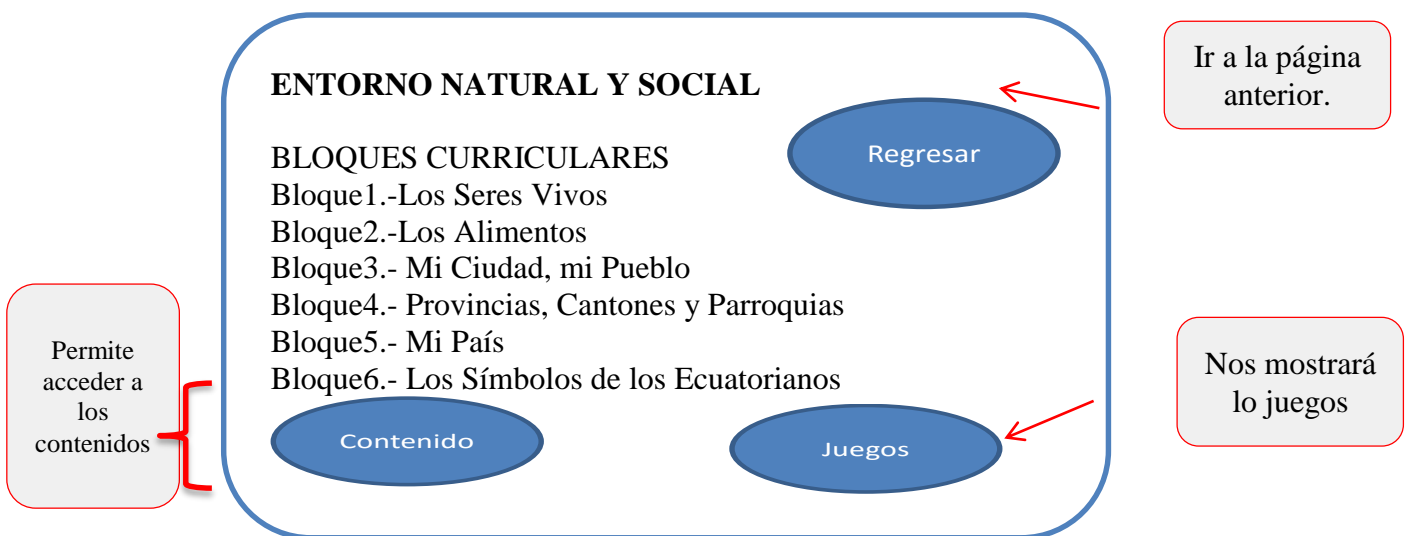 ENTORNO NATURAL Y SOCIAL
Ir a la página
anterior.
Regresar
BLOQUES CURRICULARES
Bloque1.-Los Seres Vivos
Bloque2.-Los Alimentos
Bloque3.- Mi Ciudad, mi Pueblo
Bloque4.- Provincias, Cantones y Parroquias
Bloque5.- Mi País
Bloque6.- Los Símbolos de los Ecuatorianos
Permite
acceder a
los
contenidos
Contenido
Juegos
Nos mostrará
lo juegos